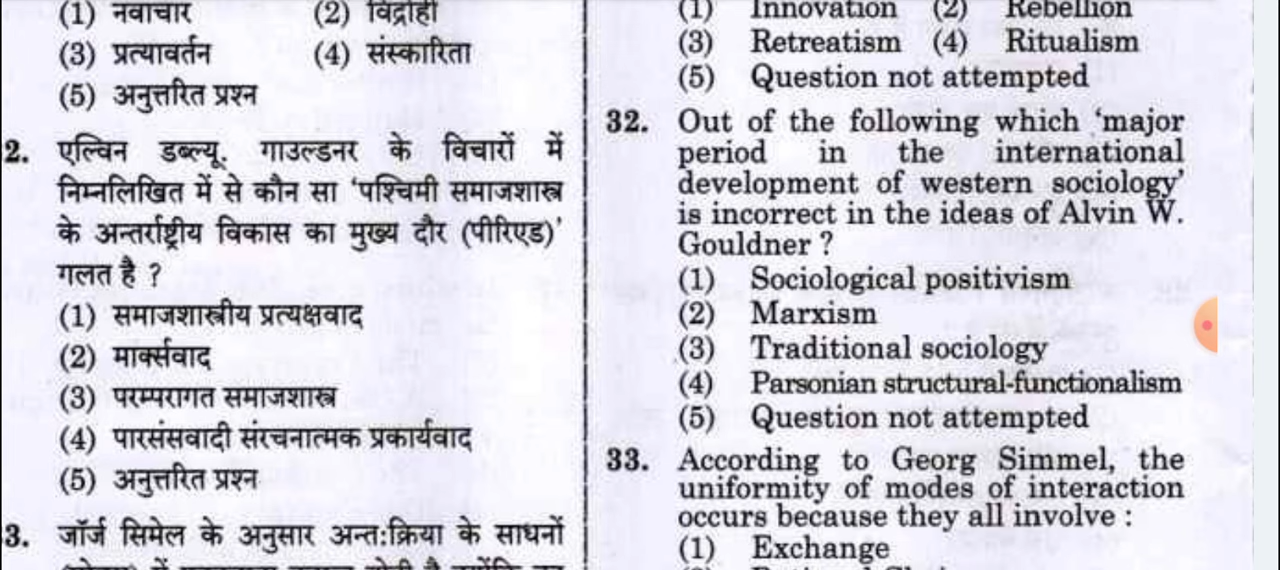 (1) नवाचार (2) विद्रोही
(3) प्रत्यावर्तन (4) संस्कारिता
(5) अनुत्तरित प्रश्न
2. एल्विन डब्ल्यू. गाउल्डनर के विचारों में
निम्नलिखित में से कौन सा ‘पश्चिमी समाजशास्त्र
के अन्तर्राष्ट्रीय विकास का मुख्य दौर (पीरिएड)’
गलत है ?
(1) समाजशास्त्रीय प्रत्यक्षवाद
(2) मार्क्सवाद
(3) परम्परागत समाजशास्त्र
(4) पारसंसवादी संरचनात्मक प्रकार्यवाद
(5) अनुत्तरित प्रश्न
3. जॉर्ज सिमेल के अनुसार अन्त:क्रिया के साधनों
(1) Innovation (2) Rebellion
(3) Retreatism (4) Ritualism
(5) Question not attempted
32. Out of the following which ‘major
period in the international
development of western sociology’
is incorrect in the ideas of Alvin W.
Gouldner ?
(1) Sociological positivism
(2) Marxism
(3) Traditional sociology
(4) Parsonian structural-functionalism
(5) Question not attempted
33. According to Georg Simmel, the
uniformity of modes of interaction
occurs because they all involve :
(1) Exchange